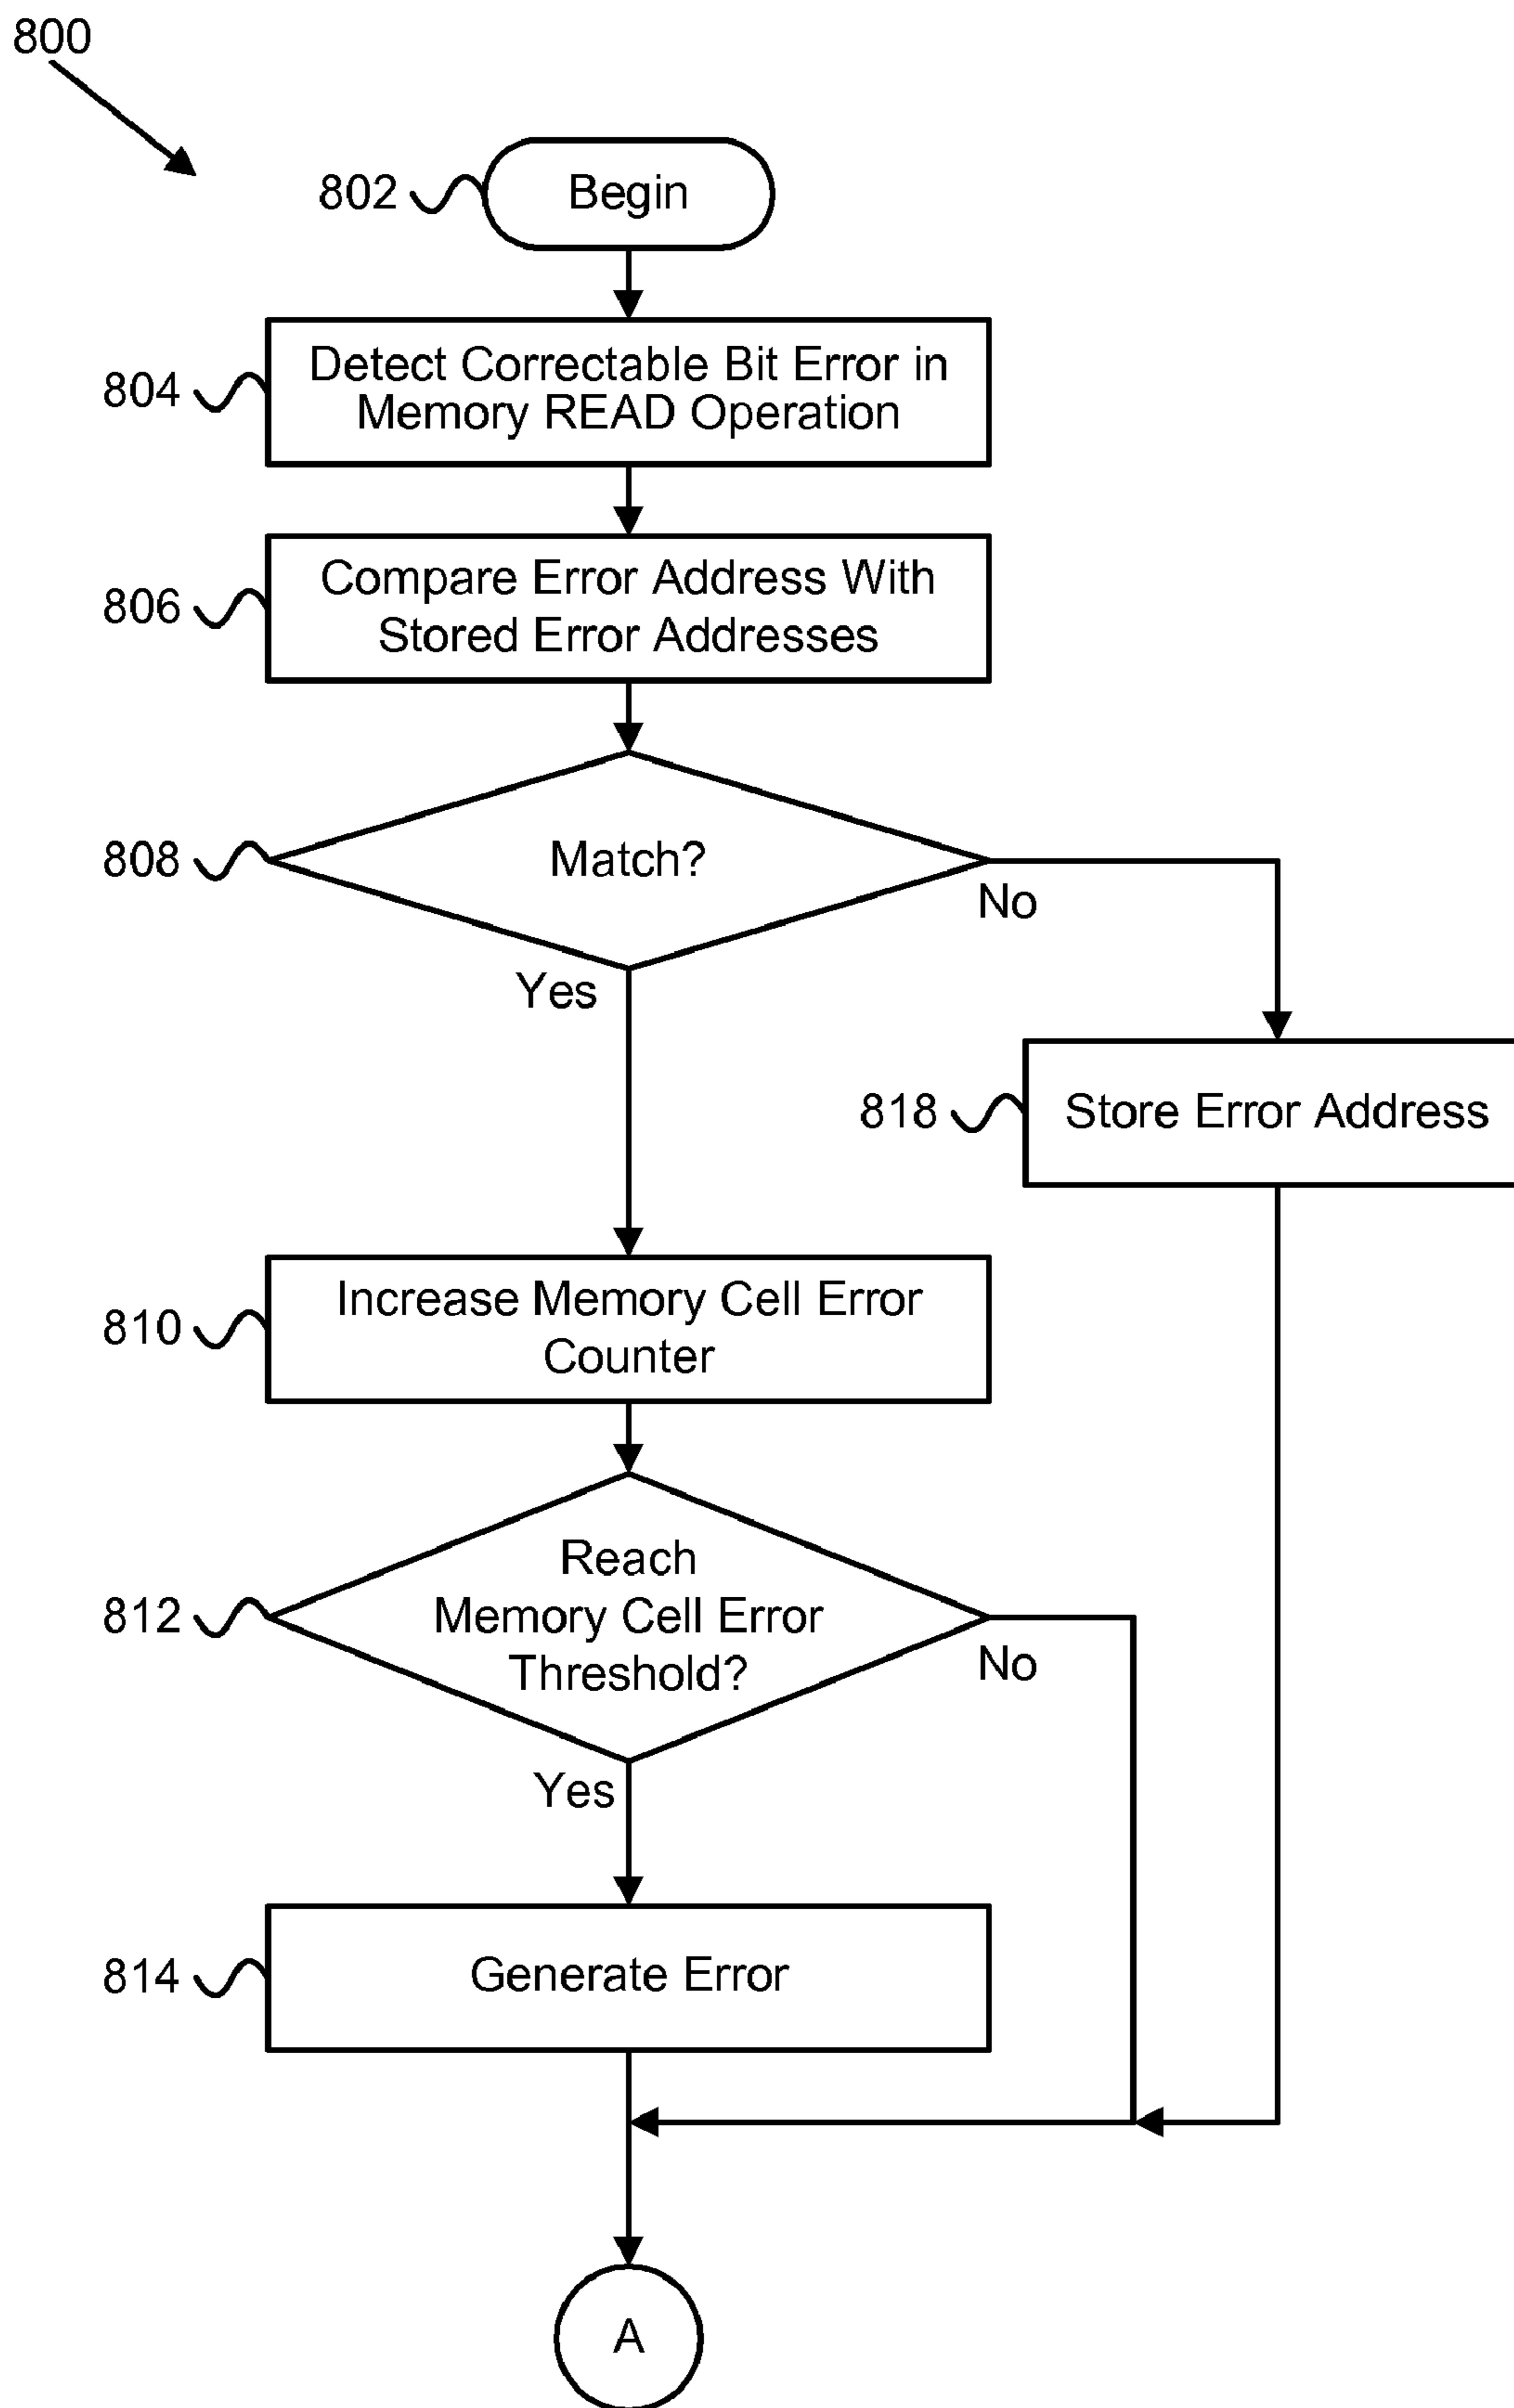 800
802
Begin
804
Detect Correctable Bit Error in
Memory READ Operation
806
Compare Error Address With
Stored Error Addresses
808
Match?
No
Yes
818
Store Error Address
810
Increase Memory Cell Error
Counter
812
Reach
Memory Cell Error
Threshold?
No
Yes
814
Generate Error
A